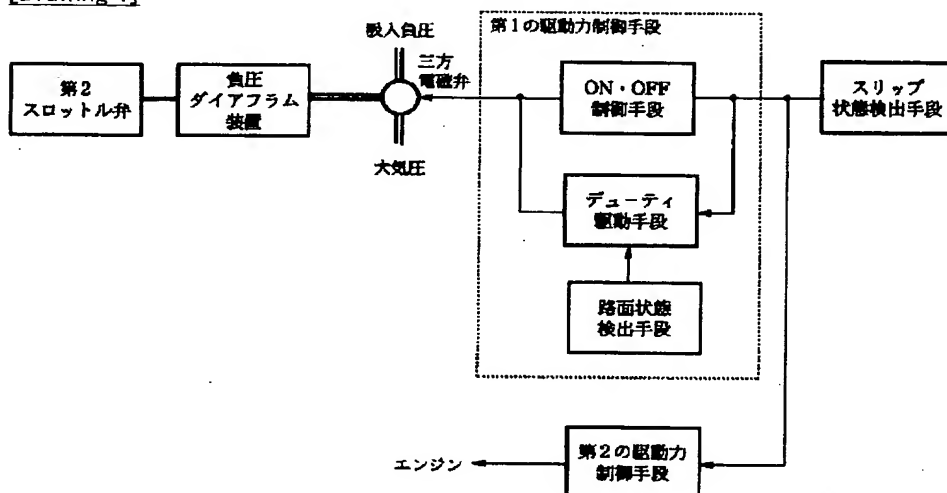 吸入負圧
第1の駆動力制御手段
第2
スロットル弁
負圧
ダイアフラム
装置
三方
電磁弁
大気圧
ON・OFF
制御手段
スリップ
状態検出手段
デューティ
駆動手段
路面状態
検出手段
エンジン
第2の駆動力
制御手段